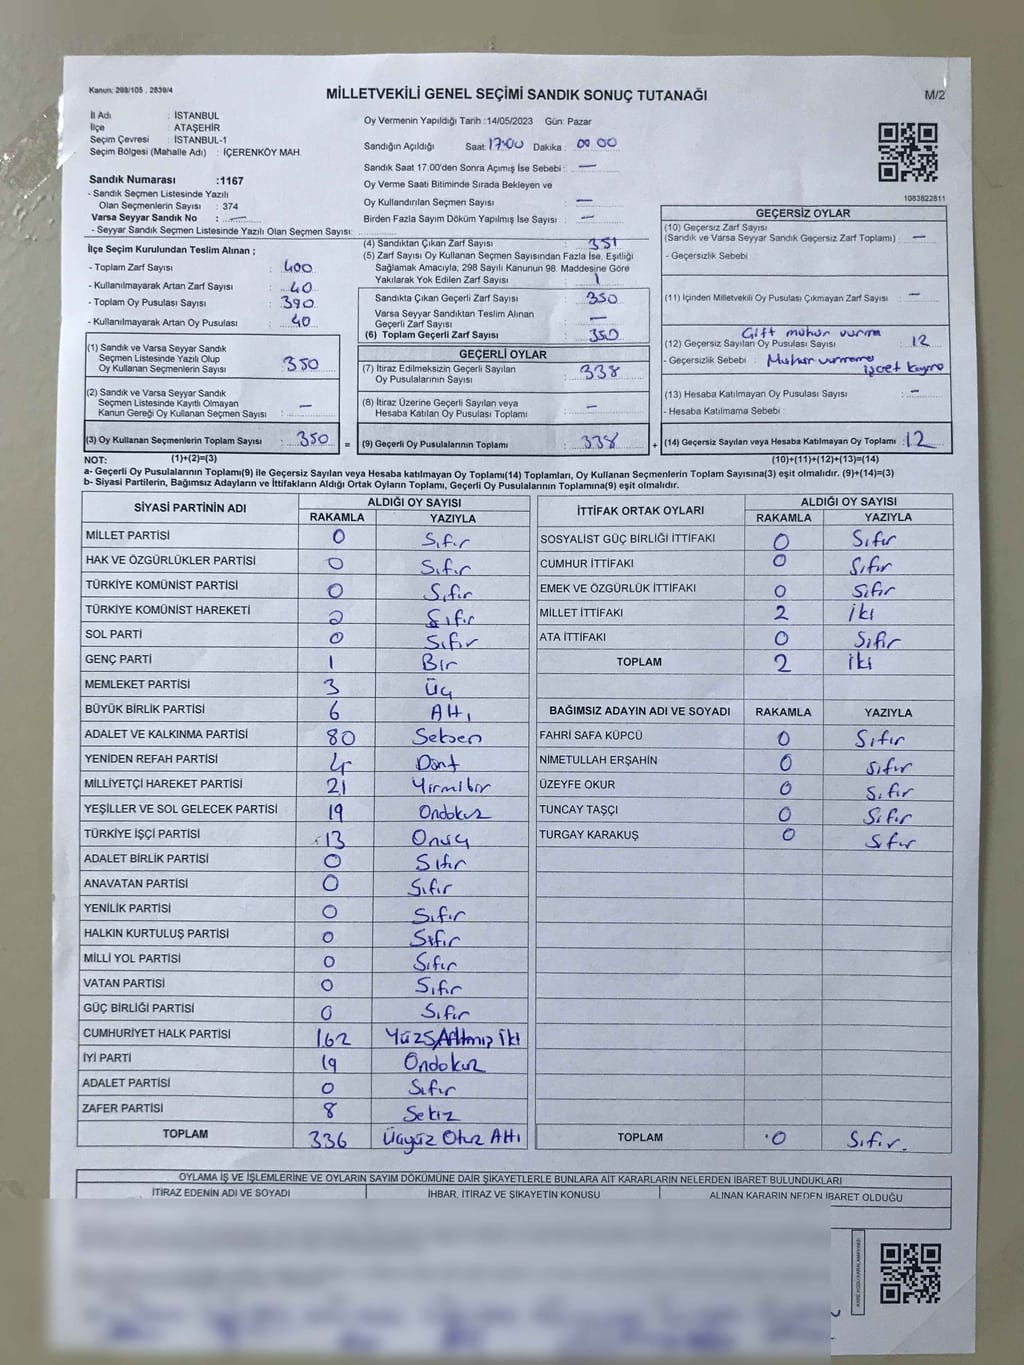 Kanun: 298/105 , 2839/4
MİLLETVEKİLİ GENEL SEÇİMİ SANDIK SONUÇ TUTANAĞI
M/2
İl Adı : İSTANBUL
İlçe : ATAŞEHİR
Seçim Çevresi : İSTANBUL-1
Seçim Bölgesi (Mahalle Adı) : İÇERENKÖY MAH.
Oy Vermenin Yapıldığı Tarih :14/05/2023 Gün: Pazar
Sandığın Açıldığı Saat: 17:00 Dakika : 00 00
Sandık Saat 17:00'den Sonra Açımış İse Sebebi : —
Oy Verme Saati Bitiminde Sırada Bekleyen ve
Oy Kullandırılan Seçmen Sayısı : —
Birden Fazla Sayım Döküm Yapılmış İse Sayısı : —
1083822811
Sandık Numarası :1167
- Sandık Seçmen Listesinde Yazılı
Olan Seçmenlerin Sayısı : 374
Varsa Seyyar Sandık No : —
- Seyyar Sandık Seçmen Listesinde Yazılı Olan Seçmen Sayısı:
İlçe Seçim Kurulundan Teslim Alınan ;
- Toplam Zarf Sayısı : 400
- Kullanılmayarak Artan Zarf Sayısı : 40
- Toplam Oy Pusulası Sayısı : 390
- Kullanılmayarak Artan Oy Pusulası : 40
(4) Sandıktan Çıkan Zarf Sayısı : 351
(5) Zarf Sayısı Oy Kullanan Seçmen Sayısından Fazla İse, Eşitliği
Sağlamak Amacıyla; 298 Sayılı Kanunun 98. Maddesine Göre
Yakılarak Yok Edilen Zarf Sayısı : 1
Sandıkta Çıkan Geçerli Zarf Sayısı : 350
Varsa Seyyar Sandıktan Teslim Alınan
Geçerli Zarf Sayısı : —
(6) Toplam Geçerli Zarf Sayısı : 350
GEÇERSİZ OYLAR
(10) Geçersiz Zarf Sayısı
(Sandık ve Varsa Seyyar Sandık Geçersiz Zarf Toplamı) : —
- Geçersizlik Sebebi
(11) İçinden Milletvekili Oy Pusulası Çıkmayan Zarf Sayısı : —
Çift mühür vurma
(12) Geçersiz Sayılan Oy Pusulası Sayısı : 12
- Geçersizlik Sebebi : Mühür vurmama
işaret koyma
(13) Hesaba Katılmayan Oy Pusulası Sayısı : —
- Hesaba Katılmama Sebebi :
(14) Geçersiz Sayılan veya Hesaba Katılmayan Oy Toplamı : 12
(10)+(11)+(12)+(13)=(14)
(1) Sandık ve Varsa Seyyar Sandık
Seçmen Listesinde Yazılı Olup
Oy Kullanan Seçmenlerin Sayısı : 350
(2) Sandık ve Varsa Seyyar Sandık
Seçmen Listesinde Kayıtlı Olmayan
Kanun Gereği Oy Kullanan Seçmen Sayısı : —
(3) Oy Kullanan Seçmenlerin Toplam Sayısı : 350 =
(1)+(2)=(3)
GEÇERLİ OYLAR
(7) İtiraz Edilmeksizin Geçerli Sayılan
Oy Pusulalarının Sayısı : 338
(8) İtiraz Üzerine Geçerli Sayılan veya
Hesaba Katılan Oy Pusulası Toplamı : —
(9) Geçerli Oy Pusulalarının Toplamı : 338 +
NOT:
a- Geçerli Oy Pusulalarının Toplamı(9) ile Geçersiz Sayılan veya Hesaba katılmayan Oy Toplamı(14) Toplamları, Oy Kullanan Seçmenlerin Toplam Sayısına(3) eşit olmalıdır. (9)+(14)=(3)
b- Siyasi Partilerin, Bağımsız Adayların ve İttifakların Aldığı Ortak Oyların Toplamı, Geçerli Oy Pusulalarının Toplamına(9) eşit olmalıdır.
SİYASİ PARTİNİN ADI ALDIĞI OY SAYISI
RAKAMLA YAZIYLA
MİLLET PARTİSİ 0 Sıfır
HAK VE ÖZGÜRLÜKLER PARTİSİ 0 Sıfır
TÜRKİYE KOMÜNİST PARTİSİ 0 Sıfır
TÜRKİYE KOMÜNİST HAREKETİ 0 Sıfır
SOL PARTİ 0 Sıfır
GENÇ PARTİ 1 Bir
MEMLEKET PARTİSİ 3 Üç
BÜYÜK BİRLİK PARTİSİ 6 Altı
ADALET VE KALKINMA PARTİSİ 80 Seksen
YENİDEN REFAH PARTİSİ 4 Dört
MİLLİYETÇİ HAREKET PARTİSİ 21 Yirmibir
YEŞİLLER VE SOL GELECEK PARTİSİ 19 Ondokuz
TÜRKİYE İŞÇİ PARTİSİ 13 Onüç
ADALET BİRLİK PARTİSİ 0 Sıfır
ANAVATAN PARTİSİ 0 Sıfır
YENİLİK PARTİSİ 0 Sıfır
HALKIN KURTULUŞ PARTİSİ 0 Sıfır
MİLLİ YOL PARTİSİ 0 Sıfır
VATAN PARTİSİ 0 Sıfır
GÜÇ BİRLİĞİ PARTİSİ 0 Sıfır
CUMHURİYET HALK PARTİSİ 162 Altmış iki
İYİ PARTİ 19 Ondokuz
ADALET PARTİSİ 0 Sıfır
ZAFER PARTİSİ 8 Sekiz
TOPLAM 336 Üçyüz Otuz Altı
İTTİFAK ORTAK OYLARI ALDIĞI OY SAYISI
RAKAMLA YAZIYLA
SOSYALİST GÜÇ BİRLİĞİ İTTİFAKI 0 Sıfır
CUMHUR İTTİFAKI 0 Sıfır
EMEK VE ÖZGÜRLÜK İTTİFAKI 0 Sıfır
MİLLET İTTİFAKI 2 iki
ATA İTTİFAKI 0 Sıfır
TOPLAM 2 iki
BAĞIMSIZ ADAYIN ADI VE SOYADI RAKAMLA YAZIYLA
FAHRİ SAFA KÜPCÜ 0 Sıfır
NİMETULLAH ERŞAHİN 0 Sıfır
ÜZEYFE OKUR 0 Sıfır
TUNCAY TAŞÇI 0 Sıfır
TURGAY KARAKUŞ 0 Sıfır
TOPLAM 0 Sıfır.
OYLAMA İŞ VE İŞLEMLERİNE VE OYLARIN SAYIM DÖKÜMÜNE DAİR ŞİKAYETLERLE BUNLARA AİT KARARLARIN NELERDEN İBARET BULUNDUKLARI
İTİRAZ EDENİN ADI VE SOYADI İHBAR, İTİRAZ VE ŞİKAYETİN KONUSU ALINAN KARARIN NEDEN İBARET OLDUĞU